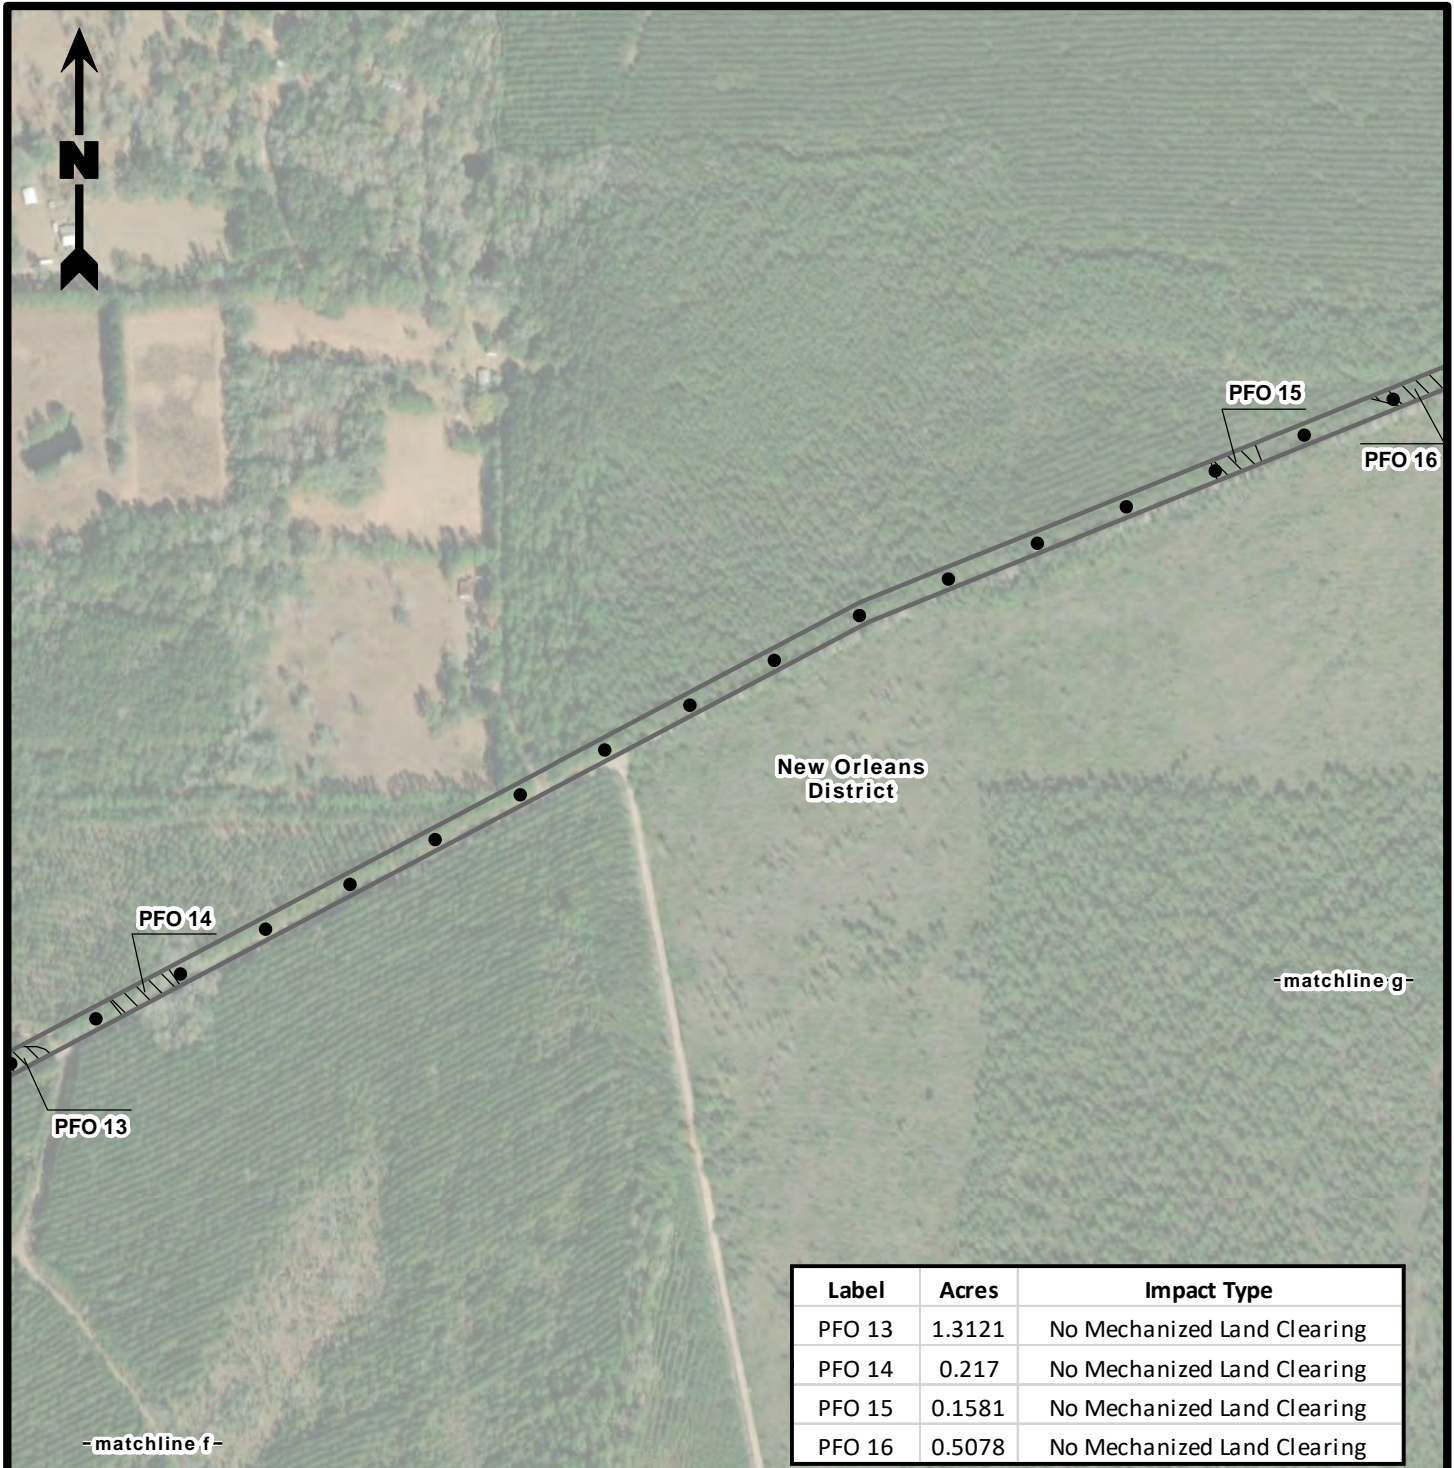 N
PFO 15
PFO 16
New Orleans
District
PFO 14
-matchline g-
PFO 13
Label Acres Impact Type
PFO 13 1.3121 No Mechanized Land Clearing
PFO 14 0.217 No Mechanized Land Clearing
PFO 15 0.1581 No Mechanized Land Clearing
PFO 16 0.5078 No Mechanized Land Clearing
-matchline f-